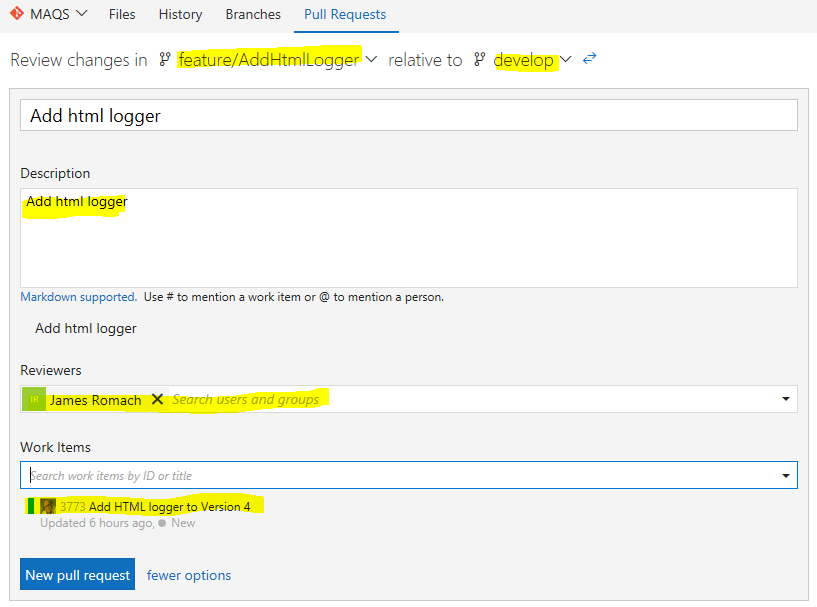 MAQS Files History Branches Pull Requests
Review changes in feature/AddHtmlLogger relative to develop
Add html logger
Description
Add html logger
Markdown supported. Use # to mention a work item or @ to mention a person.
Add html logger
Reviewers
JR James Romach Search users and groups
Work Items
Search work items by ID or title
3773 Add HTML logger to Version 4
Updated 6 hours ago, New
New pull request fewer options